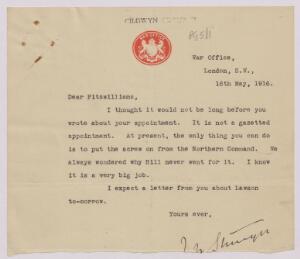 CILGWYN
War Office,
London, S.W.,
16th May, 1916.
Dear Fitzwilliams,
I thought it would not be long before you
wrote about your appointment. It is not a gazetted
appointment. At present, the only thing you can do
is to put the screw on from the Northern Command. We
always wondered why Hill never went for it. I know
it is a very big job.
I expect a letter from you about Lawson
to-morrow.
Yours ever,